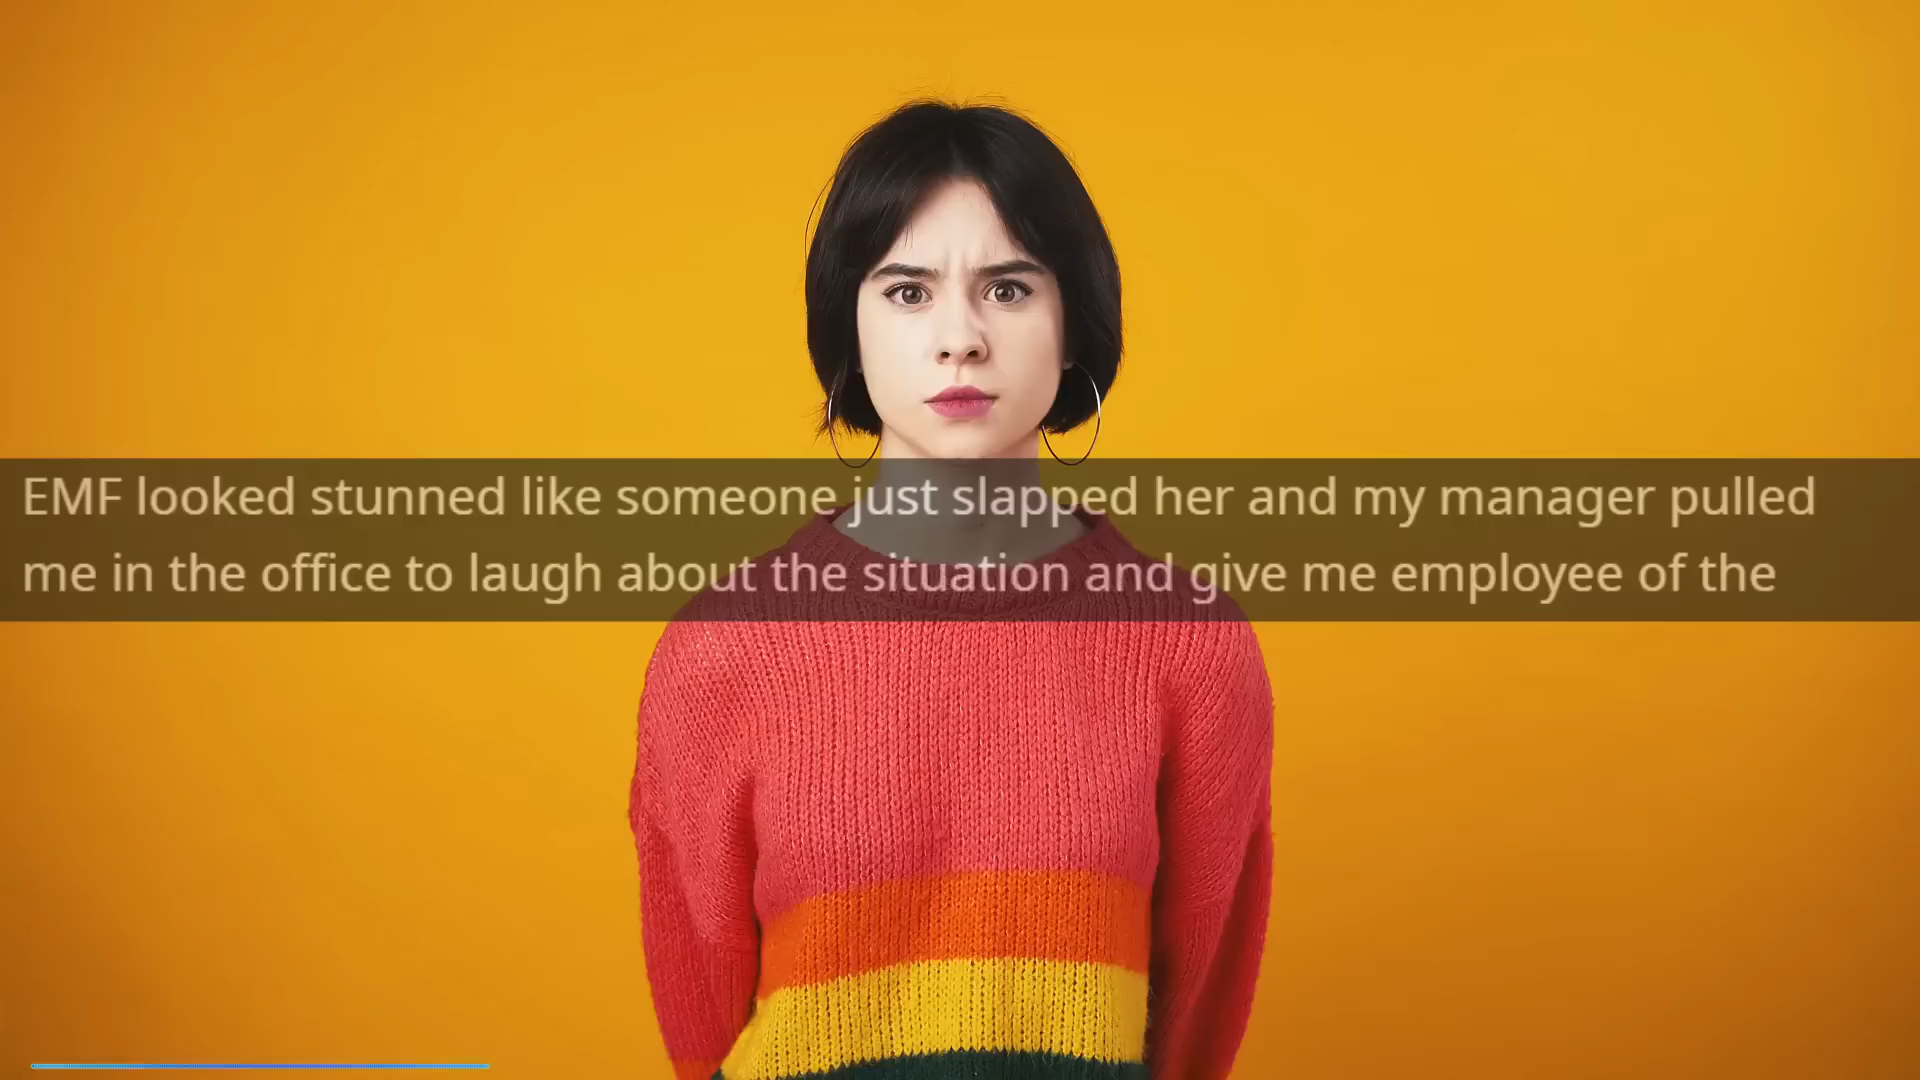 EMF looked stunned like someone just slapped her and my manager pulled
me in the office to laugh about the situation and give me employee of the